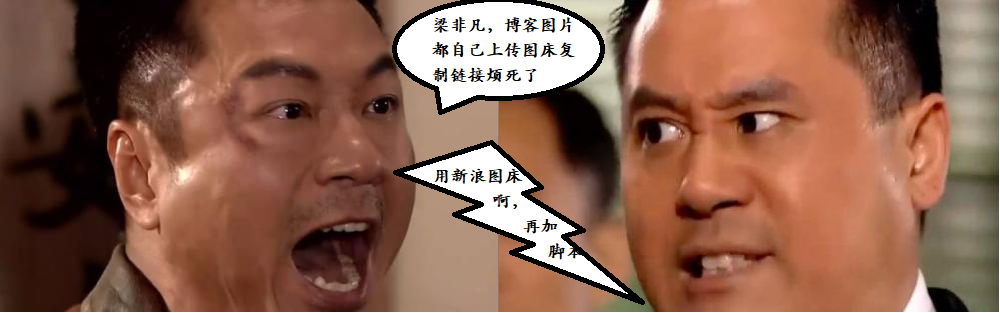 梁非凡，博客图片
都自己上传图床复
制链接烦死了
用新浪图床
啊，
再加
脚本